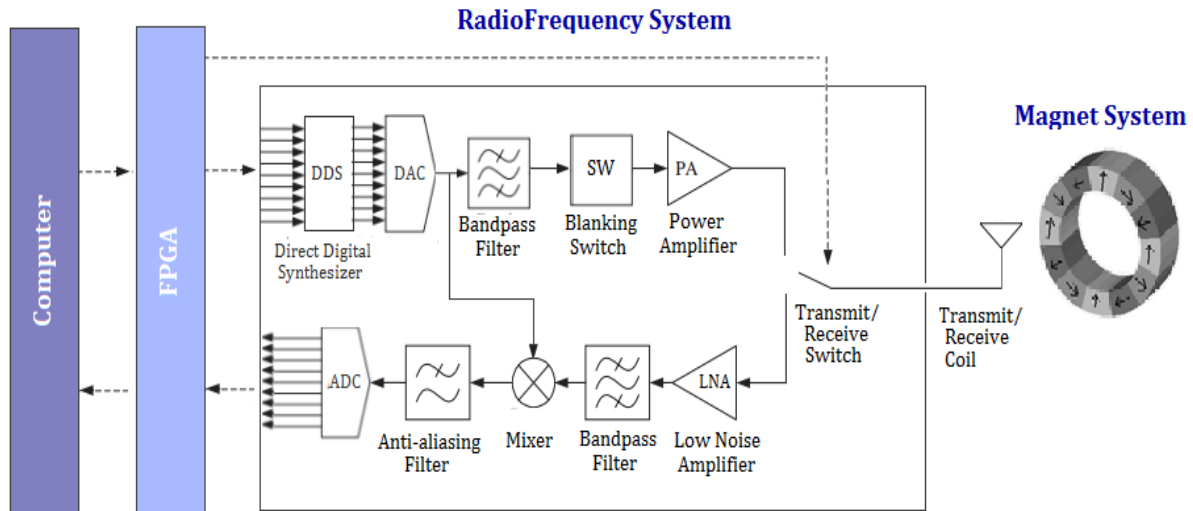 RadioFrequency System
Magnet System
Computer
FPGA
DDS
DAC
SW
PA
Direct Digital
Synthesizer
Bandpass
Filter
Blanking
Switch
Power
Amplifier
Transmit/
Receive
Switch
Transmit/
Receive
Coil
ADC
LNA
Anti-aliasing
Filter
Mixer
Bandpass
Filter
Low Noise
Amplifier